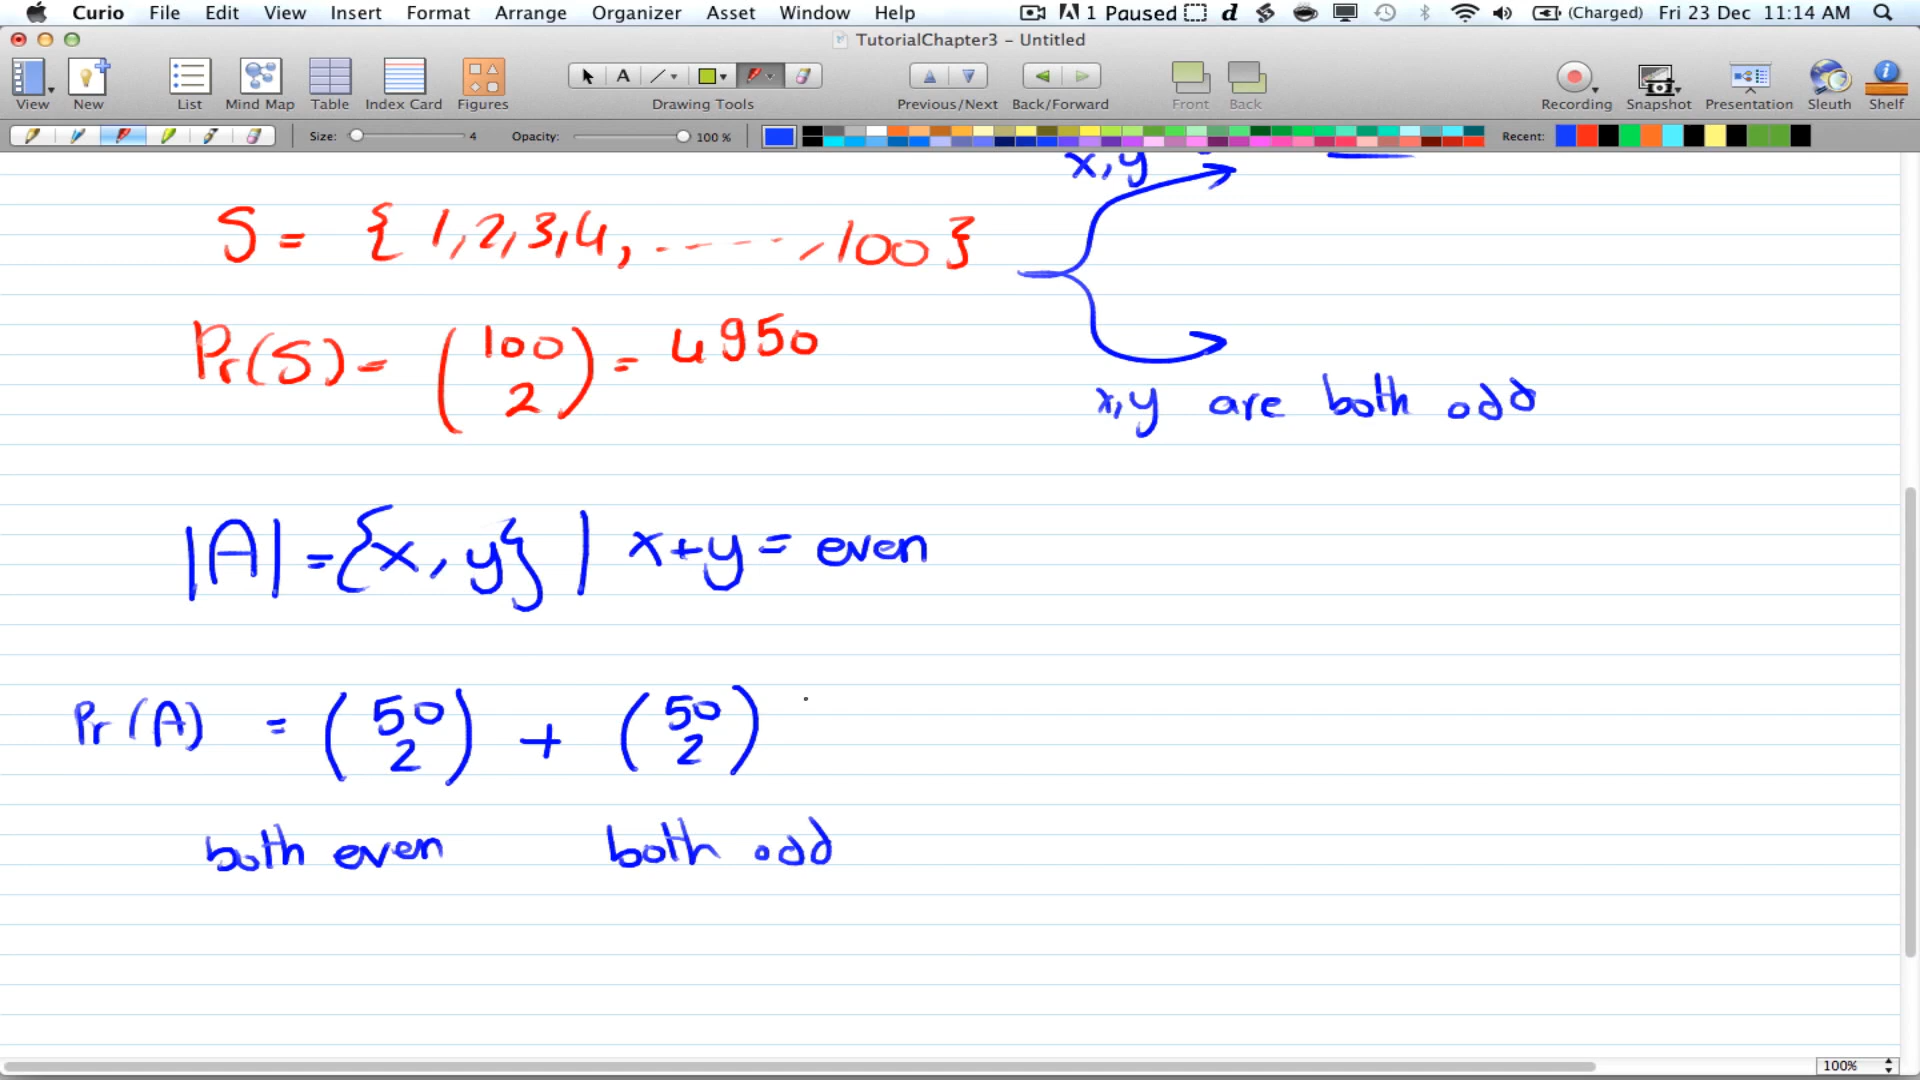 Curio File Edit View Insert Format Arrange Organizer Asset Window Help 1 Paused (Charged) Fri 23 Dec 11:14 AM
TutorialChapter3 – Untitled
View New List Mind Map Table Index Card Figures Drawing Tools Previous/Next Back/Forward Front Back Recording Snapshot Presentation Sleuth Shelf
Size: 4 Opacity: 100 % Recent:
x,y
S = { 1,2,3,4, ......,100 }
Pr(S) = (100 2) = 4950
x,y are both odd
|A| = {x, y} | x+y = even
Pr(A) = (50 2) + (50 2)
both even both odd
100%